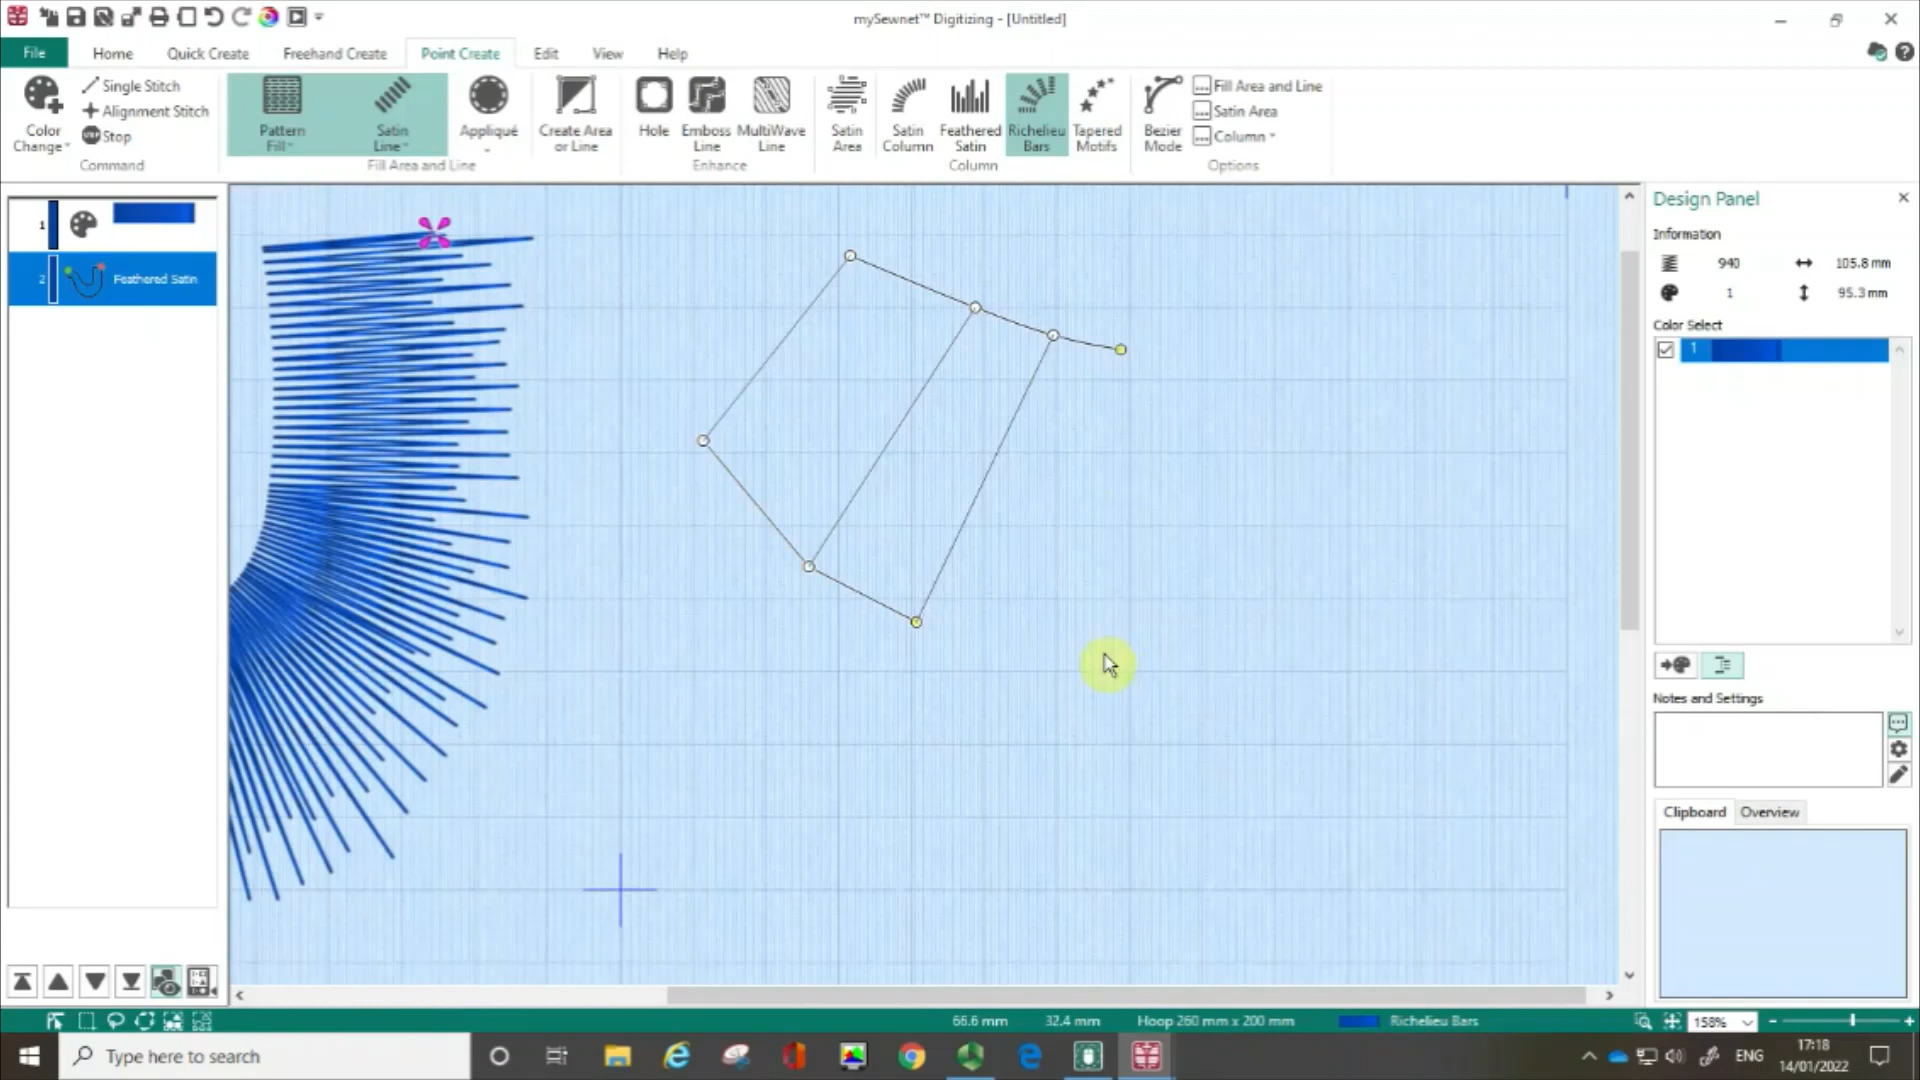 mySewnet™ Digitizing - [Untitled]
File Home Quick Create Freehand Create Point Create Edit View Help
Color Change
Single Stitch
Alignment Stitch
Stop
Command
Pattern Fill
Satin Line
Appliqué
Create Area or Line
Fill Area and Line
Hole
Emboss Line
MultiWave Line
Enhance
Satin Area
Satin Column
Feathered Satin
Richelieu Bars
Tapered Motifs
Column
Bezier Mode
Fill Area and Line
Satin Area
Column
Options
1
2 Feathered Satin
Design Panel
Information
940 105.8 mm
1 95.3 mm
Color Select
1
Notes and Settings
Clipboard Overview
66.6 mm 32.4 mm Hoop 260 mm x 200 mm Richelieu Bars 158%
Type here to search
ENG
17:18
14/01/2022